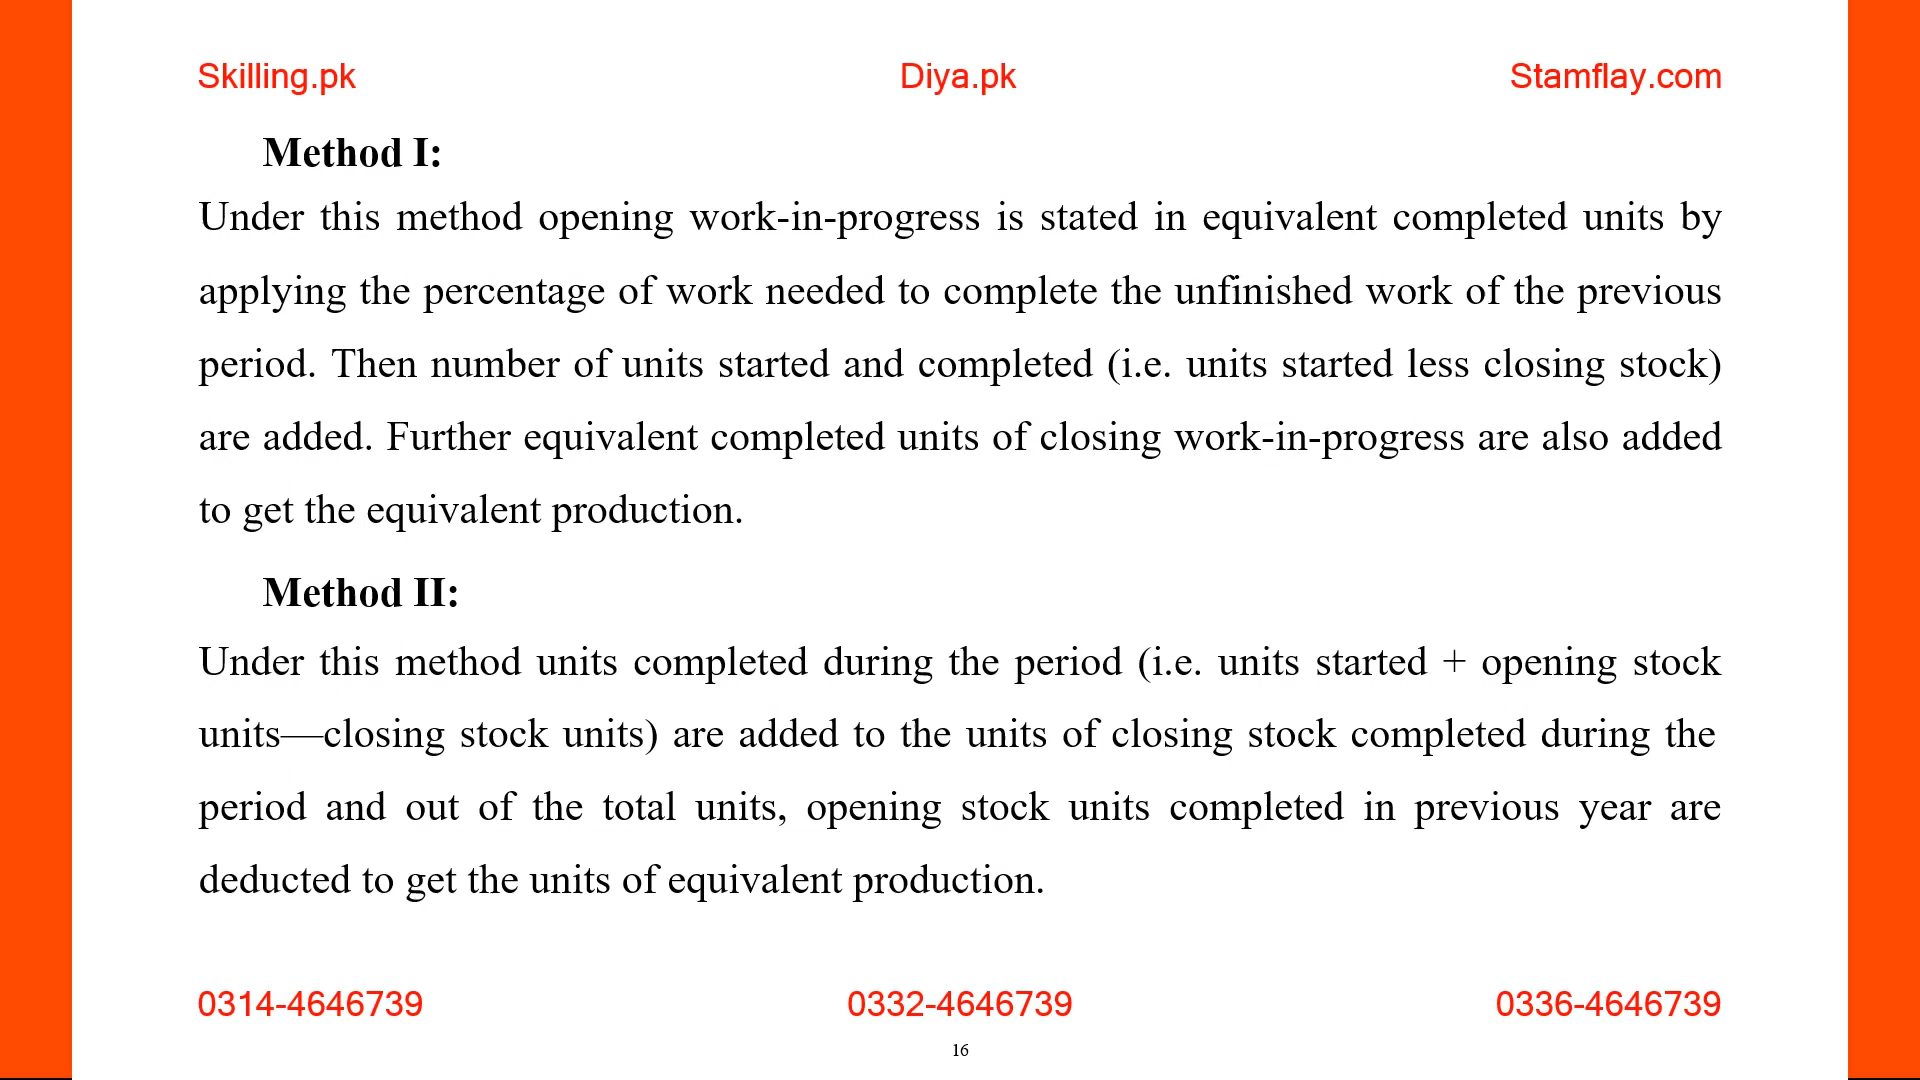 Skilling.pk Diya.pk Stamflay.com
Method I:
Under this method opening work-in-progress is stated in equivalent completed units by
applying the percentage of work needed to complete the unfinished work of the previous
period. Then number of units started and completed (i.e. units started less closing stock)
are added. Further equivalent completed units of closing work-in-progress are also added
to get the equivalent production.
Method II:
Under this method units completed during the period (i.e. units started + opening stock
units—closing stock units) are added to the units of closing stock completed during the
period and out of the total units, opening stock units completed in previous year are
deducted to get the units of equivalent production.
0314-4646739 0332-4646739 0336-4646739
16